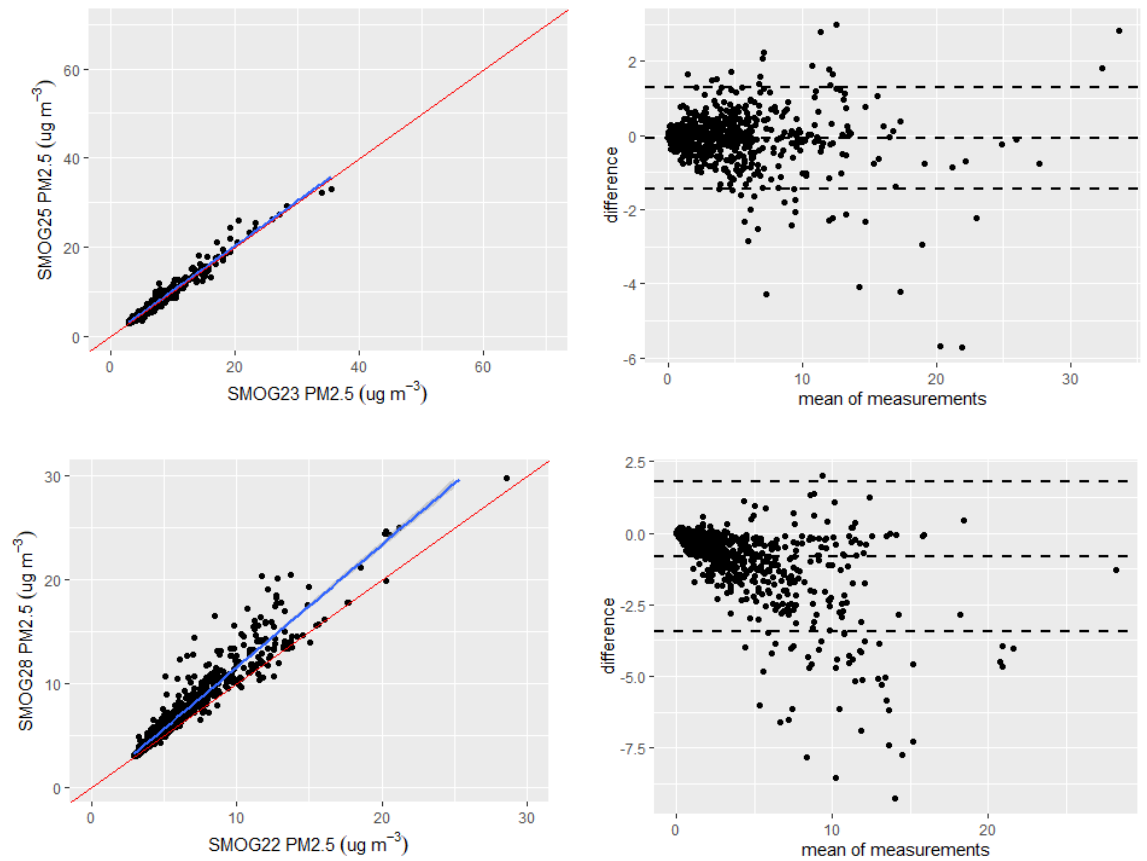 60
40
20
0
SMOG25 PM2.5 (ug m⁻³)
0 20 40 60
SMOG23 PM2.5 (ug m⁻³)
2
0
-2
-4
-6
difference
0 10 20 30
mean of measurements
30
20
10
0
SMOG28 PM2.5 (ug m⁻³)
0 10 20 30
SMOG22 PM2.5 (ug m⁻³)
2.5
0.0
-2.5
-5.0
-7.5
difference
0 10 20
mean of measurements